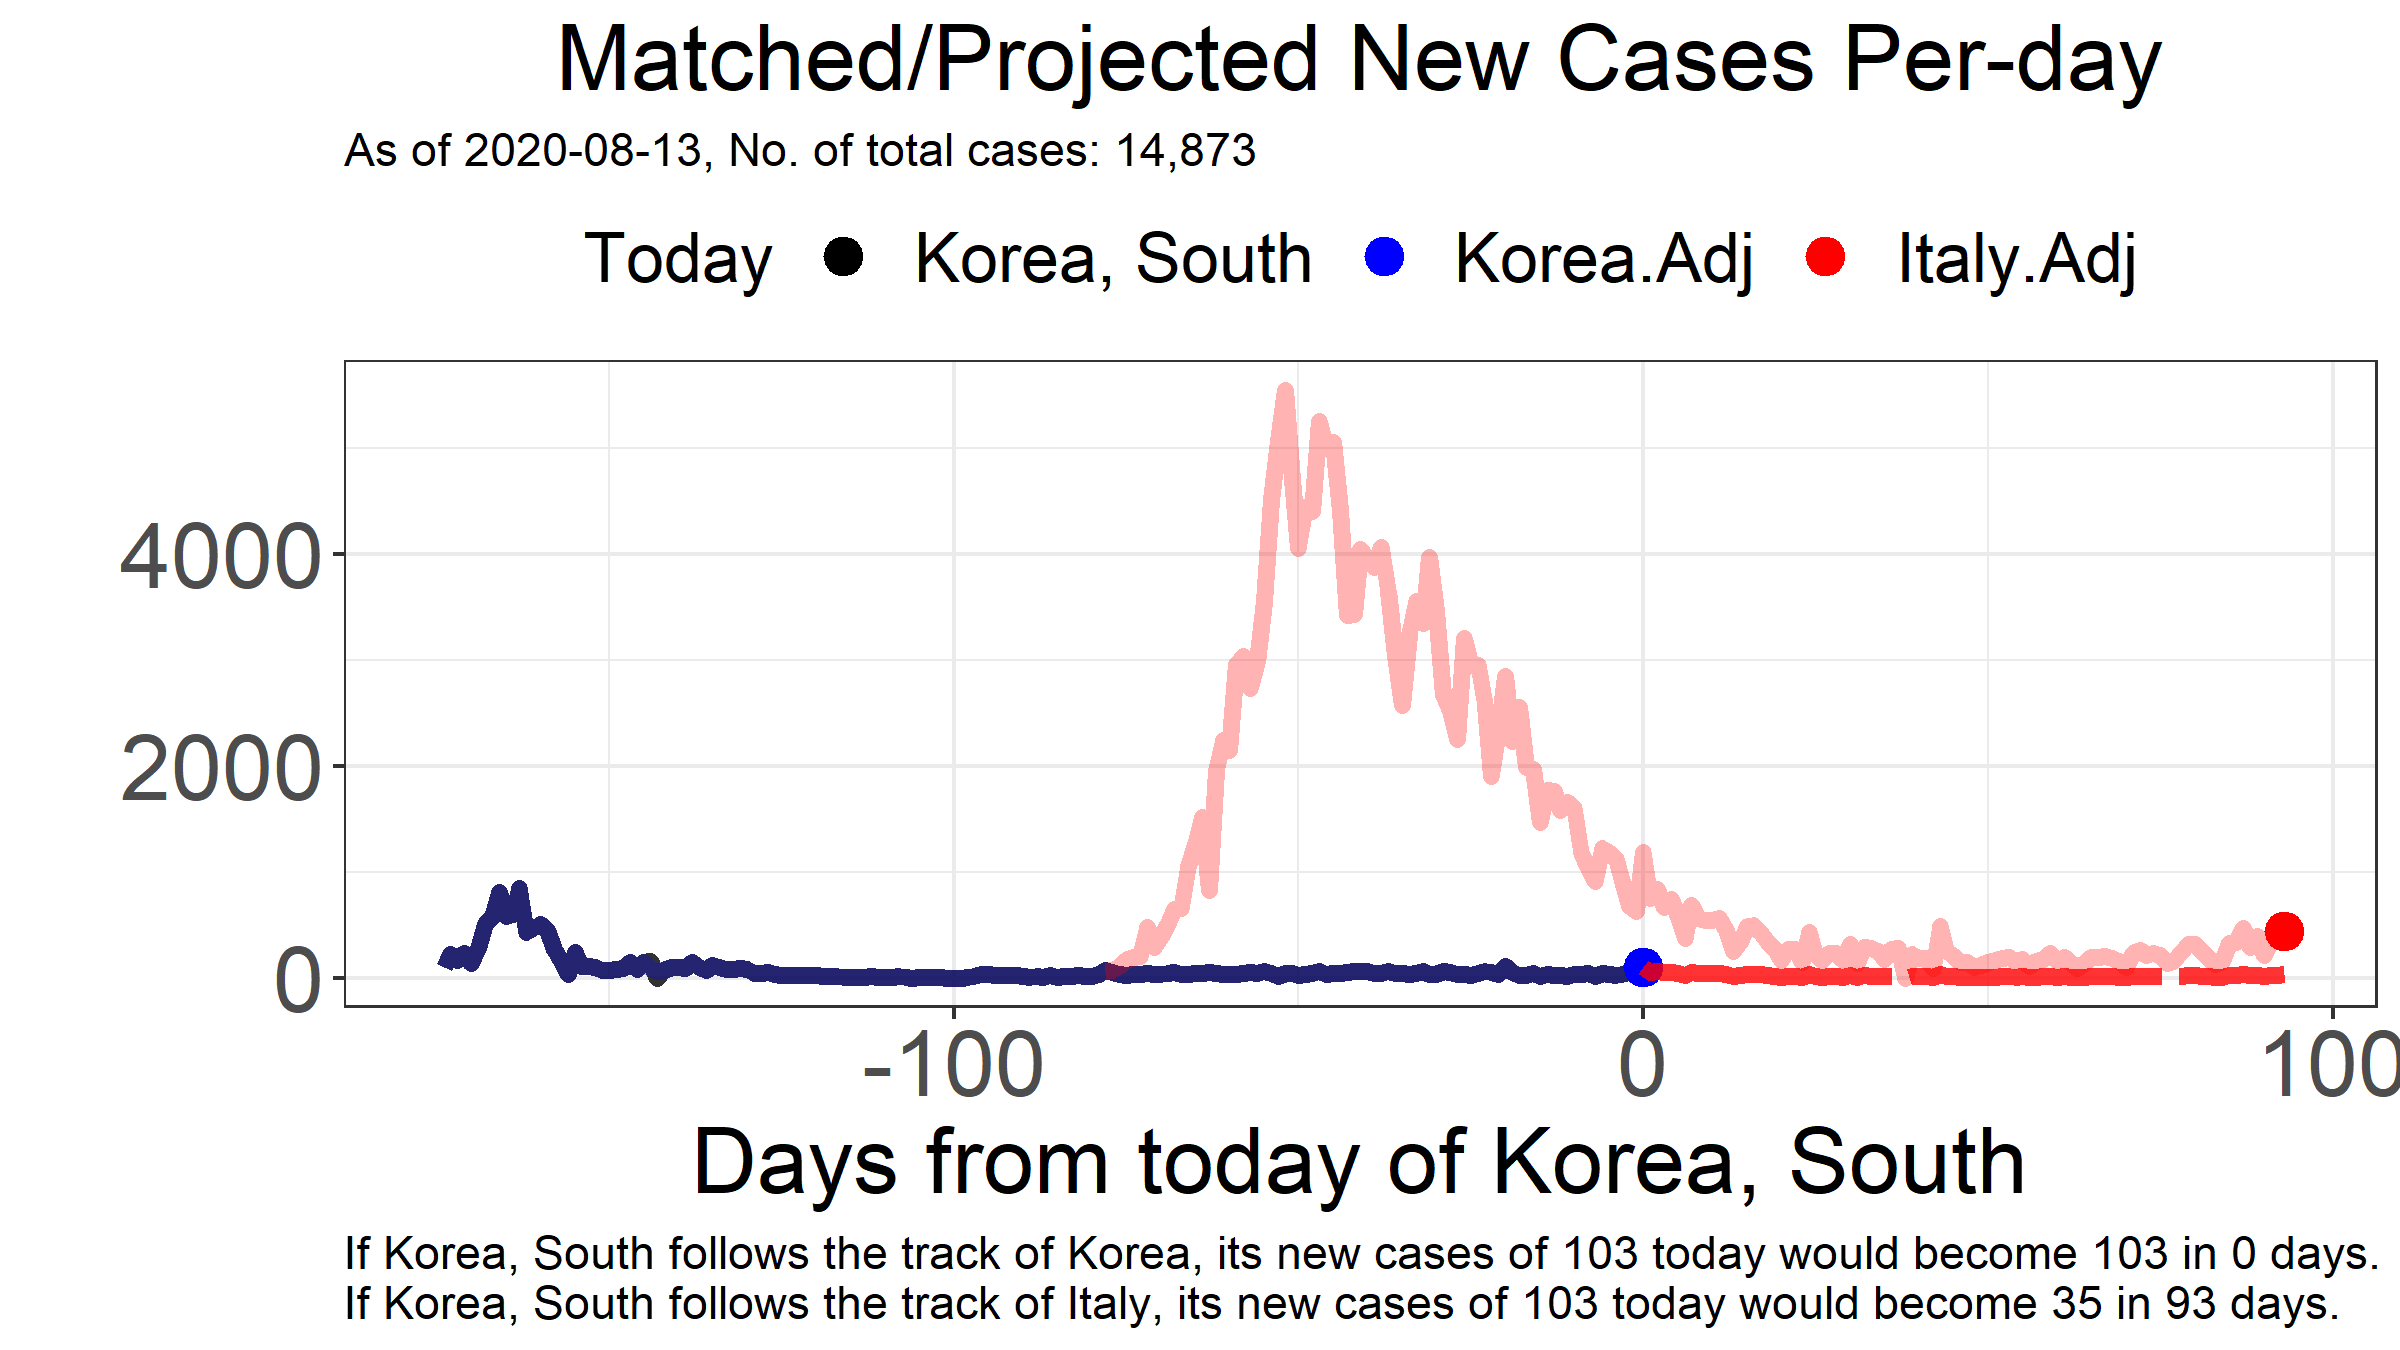 Matched/Projected New Cases Per-day
As of 2020-08-13, No. of total cases: 14,873
Today Korea, South Korea.Adj Italy.Adj
4000
2000
0
-100 0 100
Days from today of Korea, South
If Korea, South follows the track of Korea, its new cases of 103 today would become 103 in 0 days.
If Korea, South follows the track of Italy, its new cases of 103 today would become 35 in 93 days.